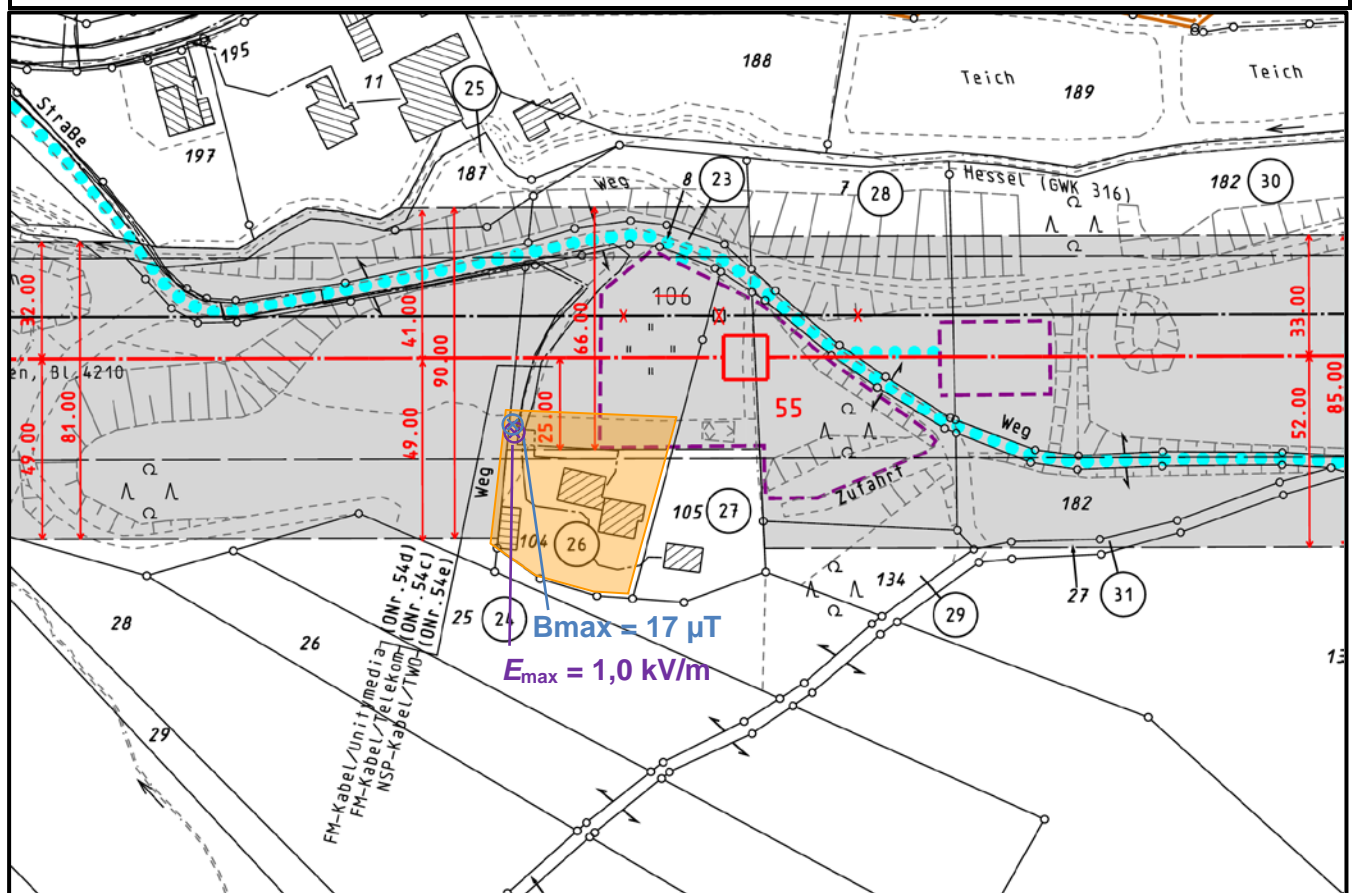 195
188
Teich
189
Teich
11
25
Straße
197
187
Weg
8
23
7
28
Hessel (GWK 316)
182
30
32.00
41.00
66.00
106
33.00
90.00
en, Bl.4210
81.00
49.00
49.00
25.00
55
Weg
52.00
85.00
Weg
Zufahrt
182
105
27
104
26
134
29
27
31
28
26
25
24
Bmax = 17 µT
Emax = 1,0 kV/m
13
29
FM-Kabel/Unitymedia (ONr.54d)
FM-Kabel/Telekom (ONr.54c)
NSP-Kabel/TWO (ONr.54e)